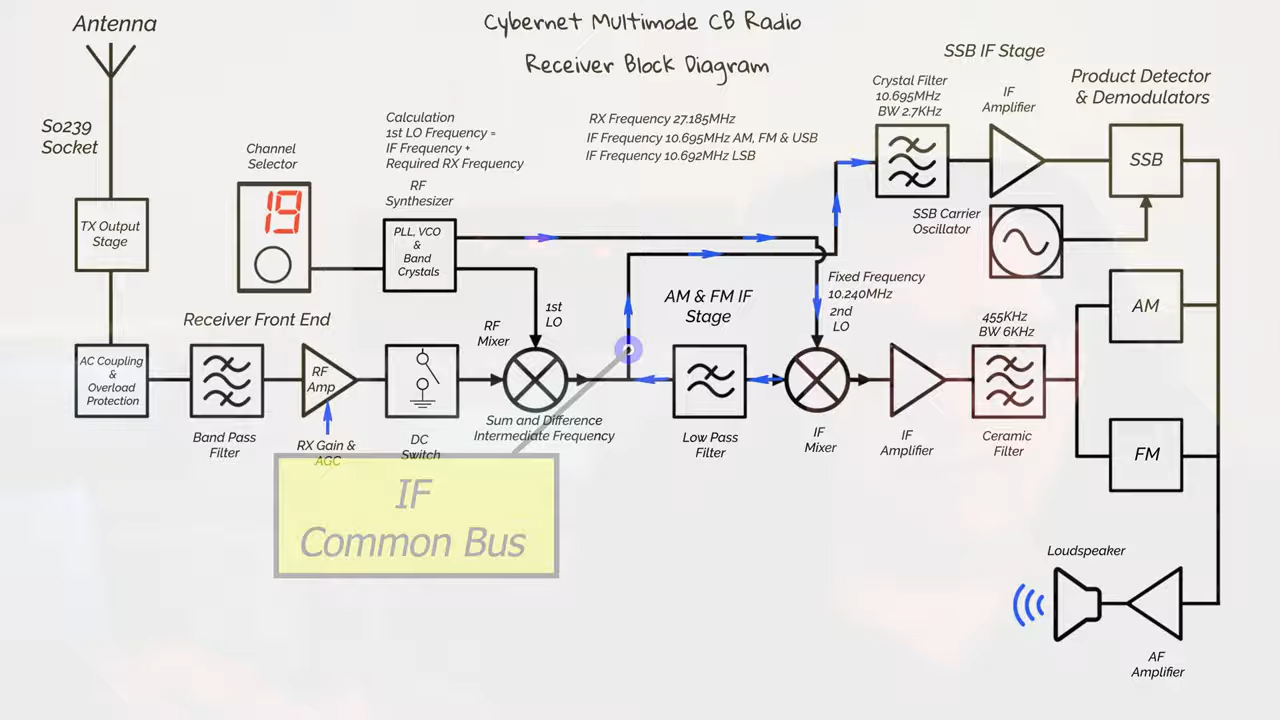 Cybernet Multimode CB Radio
Receiver Block Diagram
Antenna
So239
Socket
TX Output
Stage
AC Coupling
&
Overload
Protection
Channel
Selector
19
Calculation
1st LO Frequency =
IF Frequency +
Required RX Frequency
RF
Synthesizer
PLL, VCO
&
Band
Crystals
RX Frequency 27.185MHz
IF Frequency 10.695MHz AM, FM & USB
IF Frequency 10.692MHz LSB
Receiver Front End
Band Pass
Filter
RF
Amp
RX Gain &
AGC
DC
Switch
RF
Mixer
1st
LO
Sum and Difference
Intermediate Frequency
IF
Common Bus
AM & FM IF
Stage
Low Pass
Filter
Fixed Frequency
10.240MHz
2nd
LO
IF
Mixer
IF
Amplifier
455KHz
BW 6KHz
Ceramic
Filter
SSB IF Stage
Crystal Filter
10.695MHz
BW 2.7KHz
IF
Amplifier
SSB Carrier
Oscillator
Product Detector
& Demodulators
SSB
AM
FM
Loudspeaker
AF
Amplifier